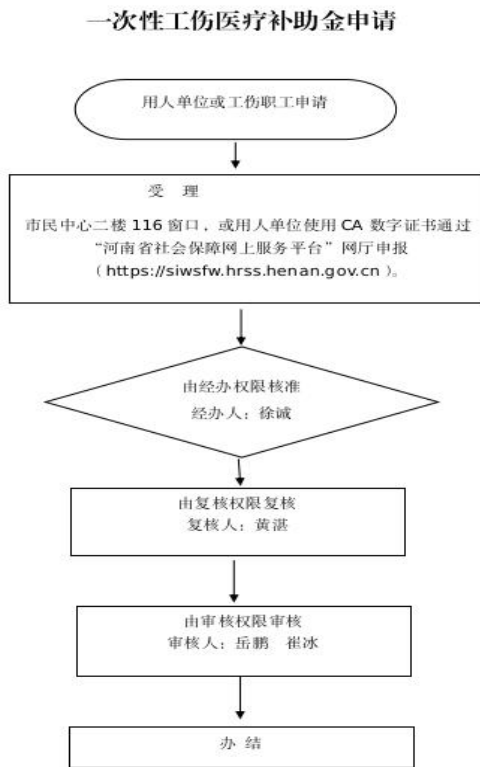 一次性工伤医疗补助金申请
用人单位或工伤职工申请
受 理
市民中心二楼 116 窗口，或用人单位使用 CA 数字证书通过
“河南省社会保障网上服务平台”网厅申报
（https://siwsfw.hrss.henan.gov.cn）。
由经办权限核准
经办人：徐诚
由复核权限复核
复核人：黄湛
由审核权限审核
审核人：岳鹏 崔冰
办 结